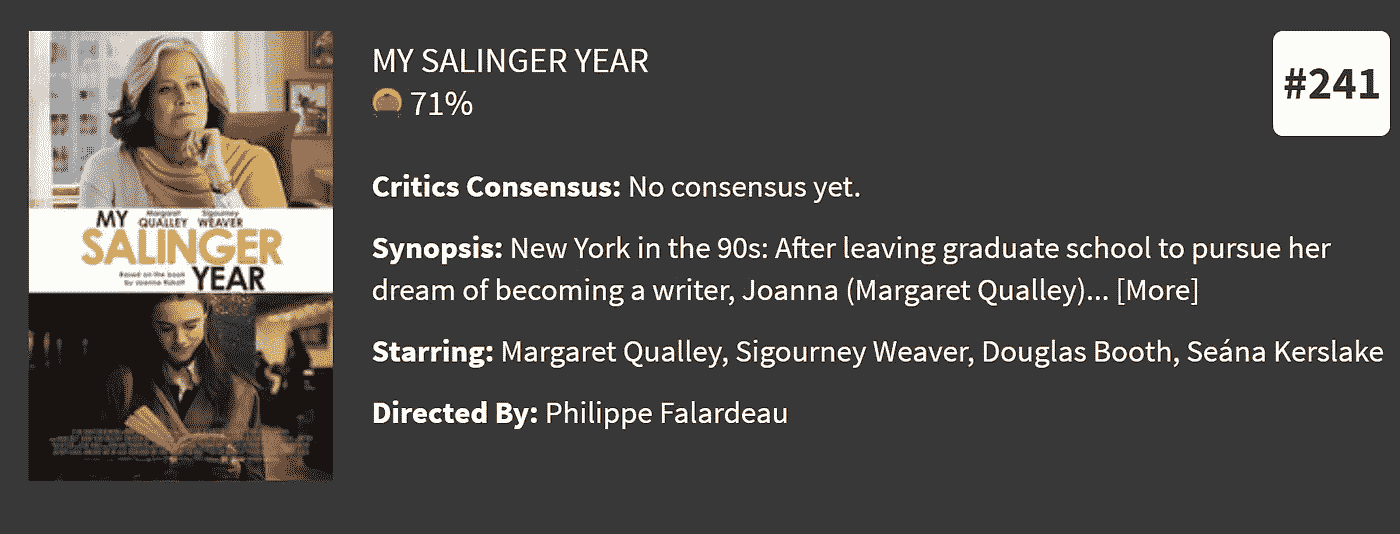 MY SALINGER YEAR
71%
#241
Critics Consensus: No consensus yet.
Synopsis: New York in the 90s: After leaving graduate school to pursue her
dream of becoming a writer, Joanna (Margaret Qualley)... [More]
Starring: Margaret Qualley, Sigourney Weaver, Douglas Booth, Seána Kerslake
Directed By: Philippe Falardeau
MY Margaret QUALLEY Sigourney WEAVER
SALINGER
Based on the book
by Joanna Rakoff
YEAR